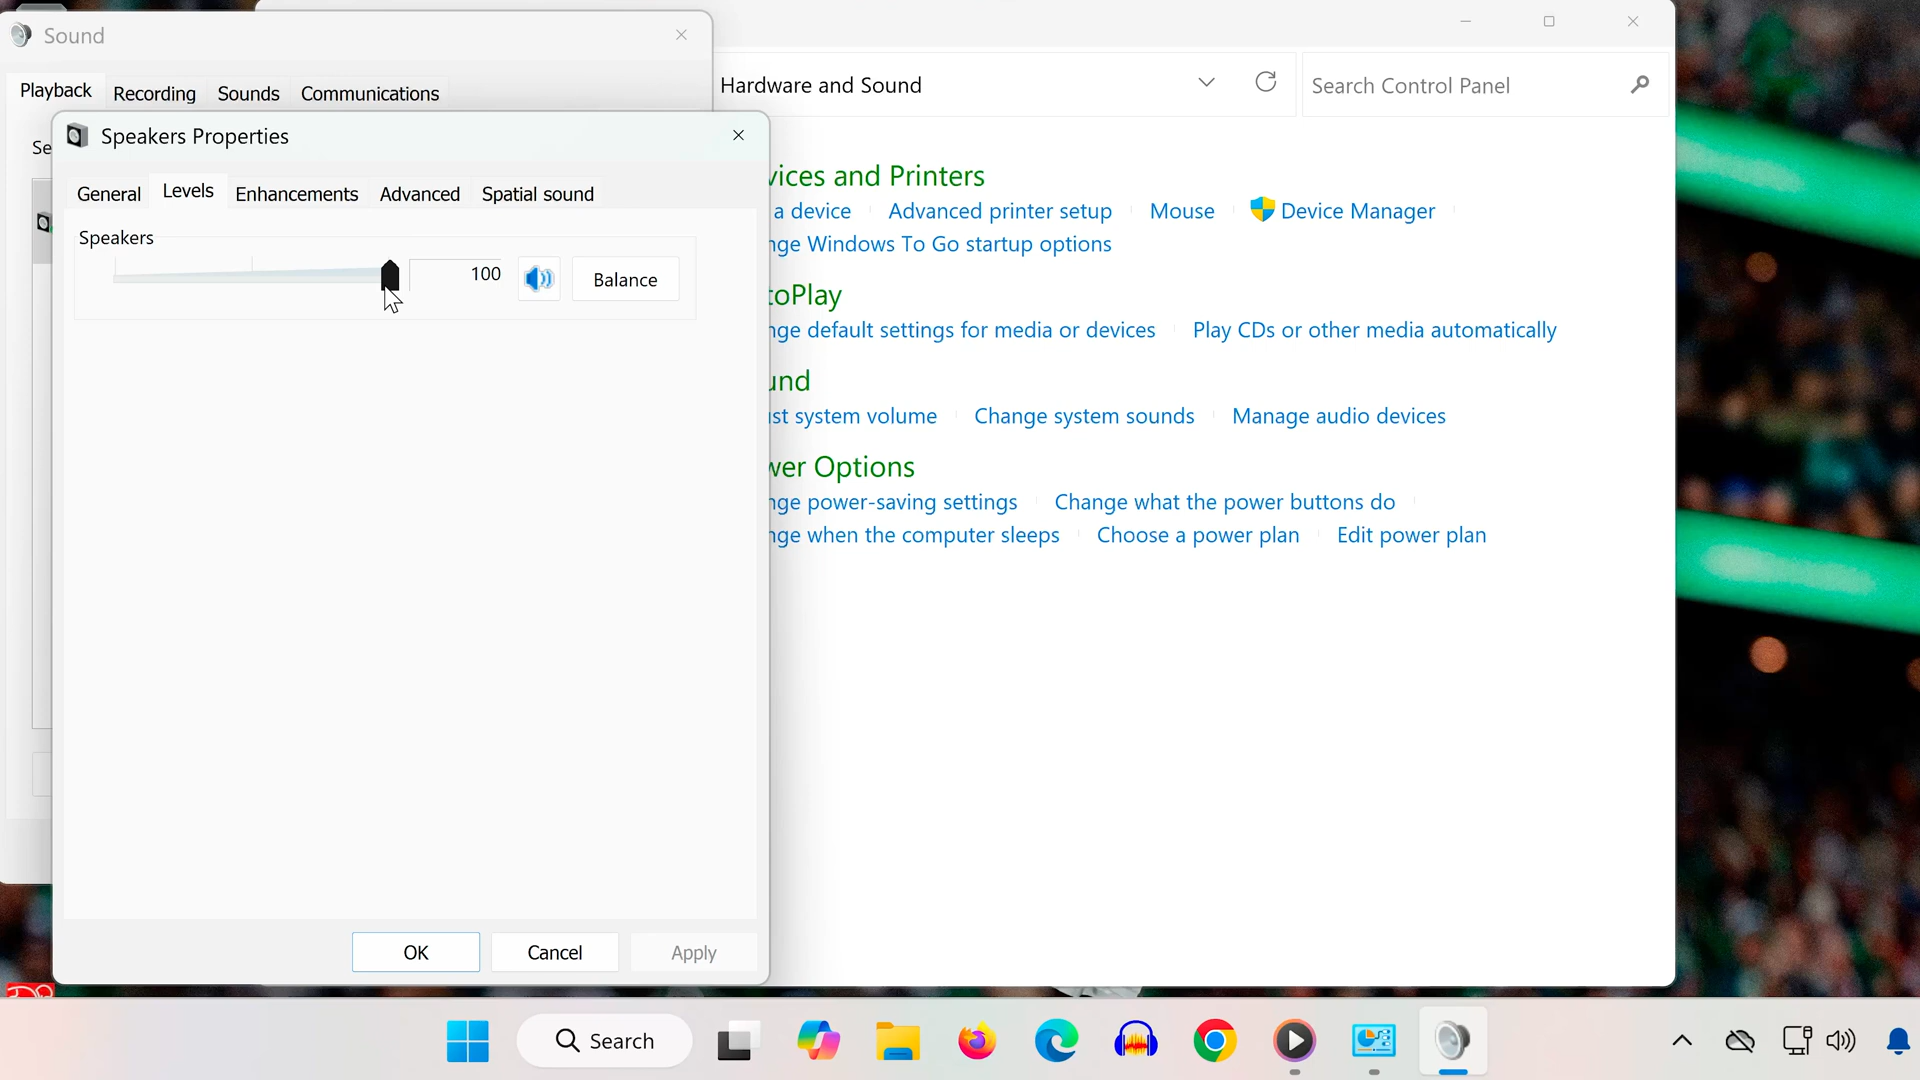 Sound
Playback Recording Sounds Communications
Se
Speakers Properties
General Levels Enhancements Advanced Spatial sound
Speakers
100
Balance
OK Cancel Apply
Hardware and Sound
Search Control Panel
vices and Printers
a device Advanced printer setup Mouse Device Manager
nge Windows To Go startup options
toPlay
nge default settings for media or devices Play CDs or other media automatically
und
ust system volume Change system sounds Manage audio devices
wer Options
nge power-saving settings Change what the power buttons do
nge when the computer sleeps Choose a power plan Edit power plan
Search